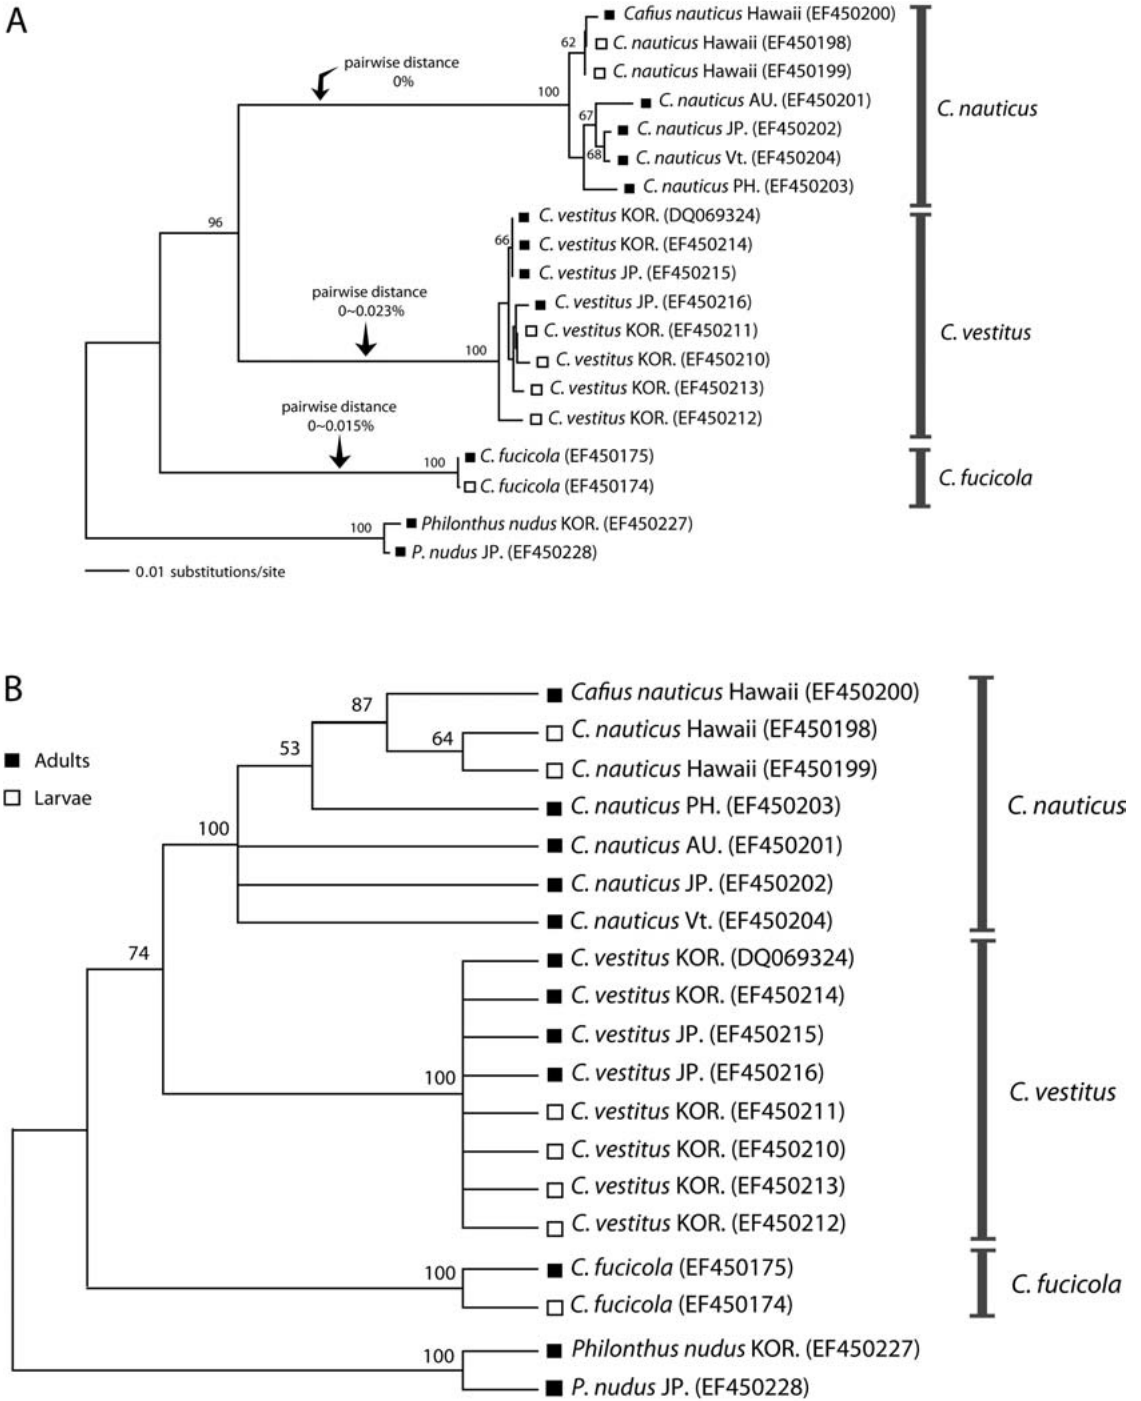 A
Cafius nauticus Hawaii (EF450200)
62
C. nauticus Hawaii (EF450198)
pairwise distance
0%
C. nauticus Hawaii (EF450199)
100
C. nauticus AU. (EF450201)
C. nauticus
67
C. nauticus JP. (EF450202)
68
C. nauticus Vt. (EF450204)
C. nauticus PH. (EF450203)
96
C. vestitus KOR. (DQ069324)
66
C. vestitus KOR. (EF450214)
C. vestitus JP. (EF450215)
pairwise distance
0~0.023%
C. vestitus JP. (EF450216)
C. vestitus KOR. (EF450211)
C. vestitus
100
C. vestitus KOR. (EF450210)
C. vestitus KOR. (EF450213)
pairwise distance
0~0.015%
C. vestitus KOR. (EF450212)
100
C. fucicola (EF450175)
C. fucicola
C. fucicola (EF450174)
100
Philonthus nudus KOR. (EF450227)
P. nudus JP. (EF450228)
0.01 substitutions/site
B
87
Cafius nauticus Hawaii (EF450200)
Adults
53
64
C. nauticus Hawaii (EF450198)
Larvae
C. nauticus Hawaii (EF450199)
C. nauticus PH. (EF450203)
C. nauticus
100
C. nauticus AU. (EF450201)
C. nauticus JP. (EF450202)
C. nauticus Vt. (EF450204)
74
C. vestitus KOR. (DQ069324)
C. vestitus KOR. (EF450214)
C. vestitus JP. (EF450215)
100
C. vestitus JP. (EF450216)
C. vestitus
C. vestitus KOR. (EF450211)
C. vestitus KOR. (EF450210)
C. vestitus KOR. (EF450213)
C. vestitus KOR. (EF450212)
100
C. fucicola (EF450175)
C. fucicola
C. fucicola (EF450174)
100
Philonthus nudus KOR. (EF450227)
P. nudus JP. (EF450228)